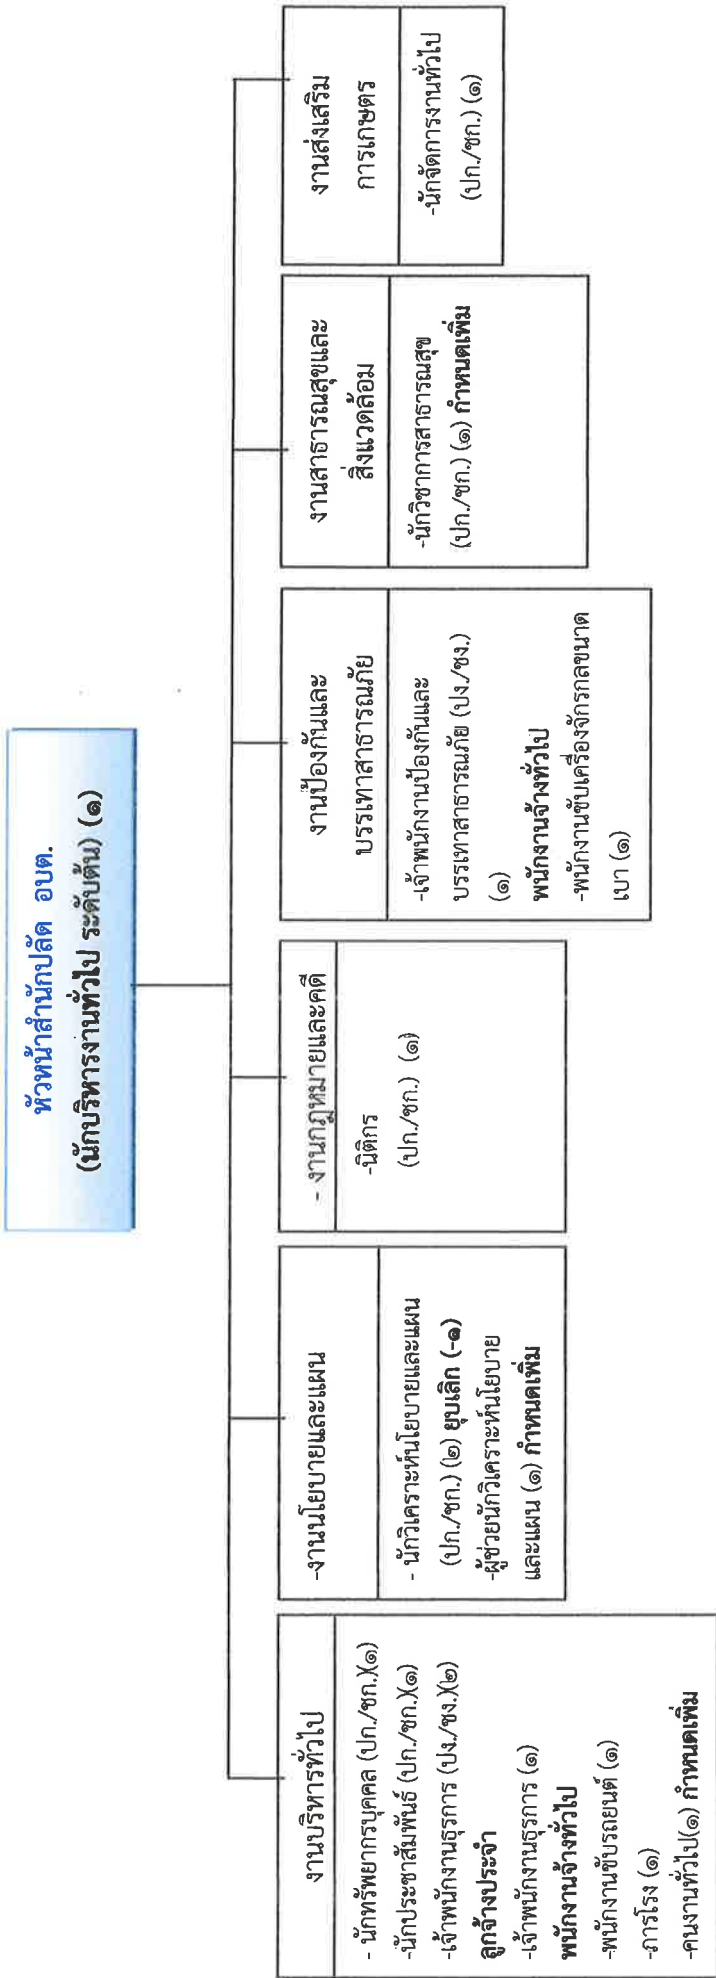 หัวหน้าสำนักปลัด อบต.
(นักบริหารงานทั่วไป ระดับต้น) (๑)
งานบริหารทั่วไป
- นักทรัพยากรบุคคล (ปก./ชก.)(๑)
-นักประชาสัมพันธ์ (ปก./ชก.)(๑)
-เจ้าพนักงานธุรการ (ปง./ชง.)(๒)
ลูกจ้างประจำ
-เจ้าพนักงานธุรการ (๑)
พนักงานจ้างทั่วไป
-พนักงานขับรถยนต์ (๑)
-ภารโรง (๑)
-คนงานทั่วไป(๑) กำหนดเพิ่ม
-งานนโยบายและแผน
- นักวิเคราะห์นโยบายและแผน
(ปก./ชก.) (๒) ยุบเลิก (-๑)
-ผู้ช่วยนักวิเคราะห์นโยบาย
และแผน (๑) กำหนดเพิ่ม
- งานกฎหมายและคดี
-นิติกร
(ปก./ชก.) (๑)
งานป้องกันและ
บรรเทาสาธารณภัย
-เจ้าพนักงานป้องกันและ
บรรเทาสาธารณภัย (ปง./ชง.)
(๑)
พนักงานจ้างทั่วไป
-พนักงานขับเครื่องจักรกลขนาด
เบา (๑)
งานสาธารณสุขและ
สิ่งแวดล้อม
-นักวิชาการสาธารณสุข
(ปก./ชก.) (๑) กำหนดเพิ่ม
งานส่งเสริม
การเกษตร
-นักจัดการงานทั่วไป
(ปก./ชก.) (๑)